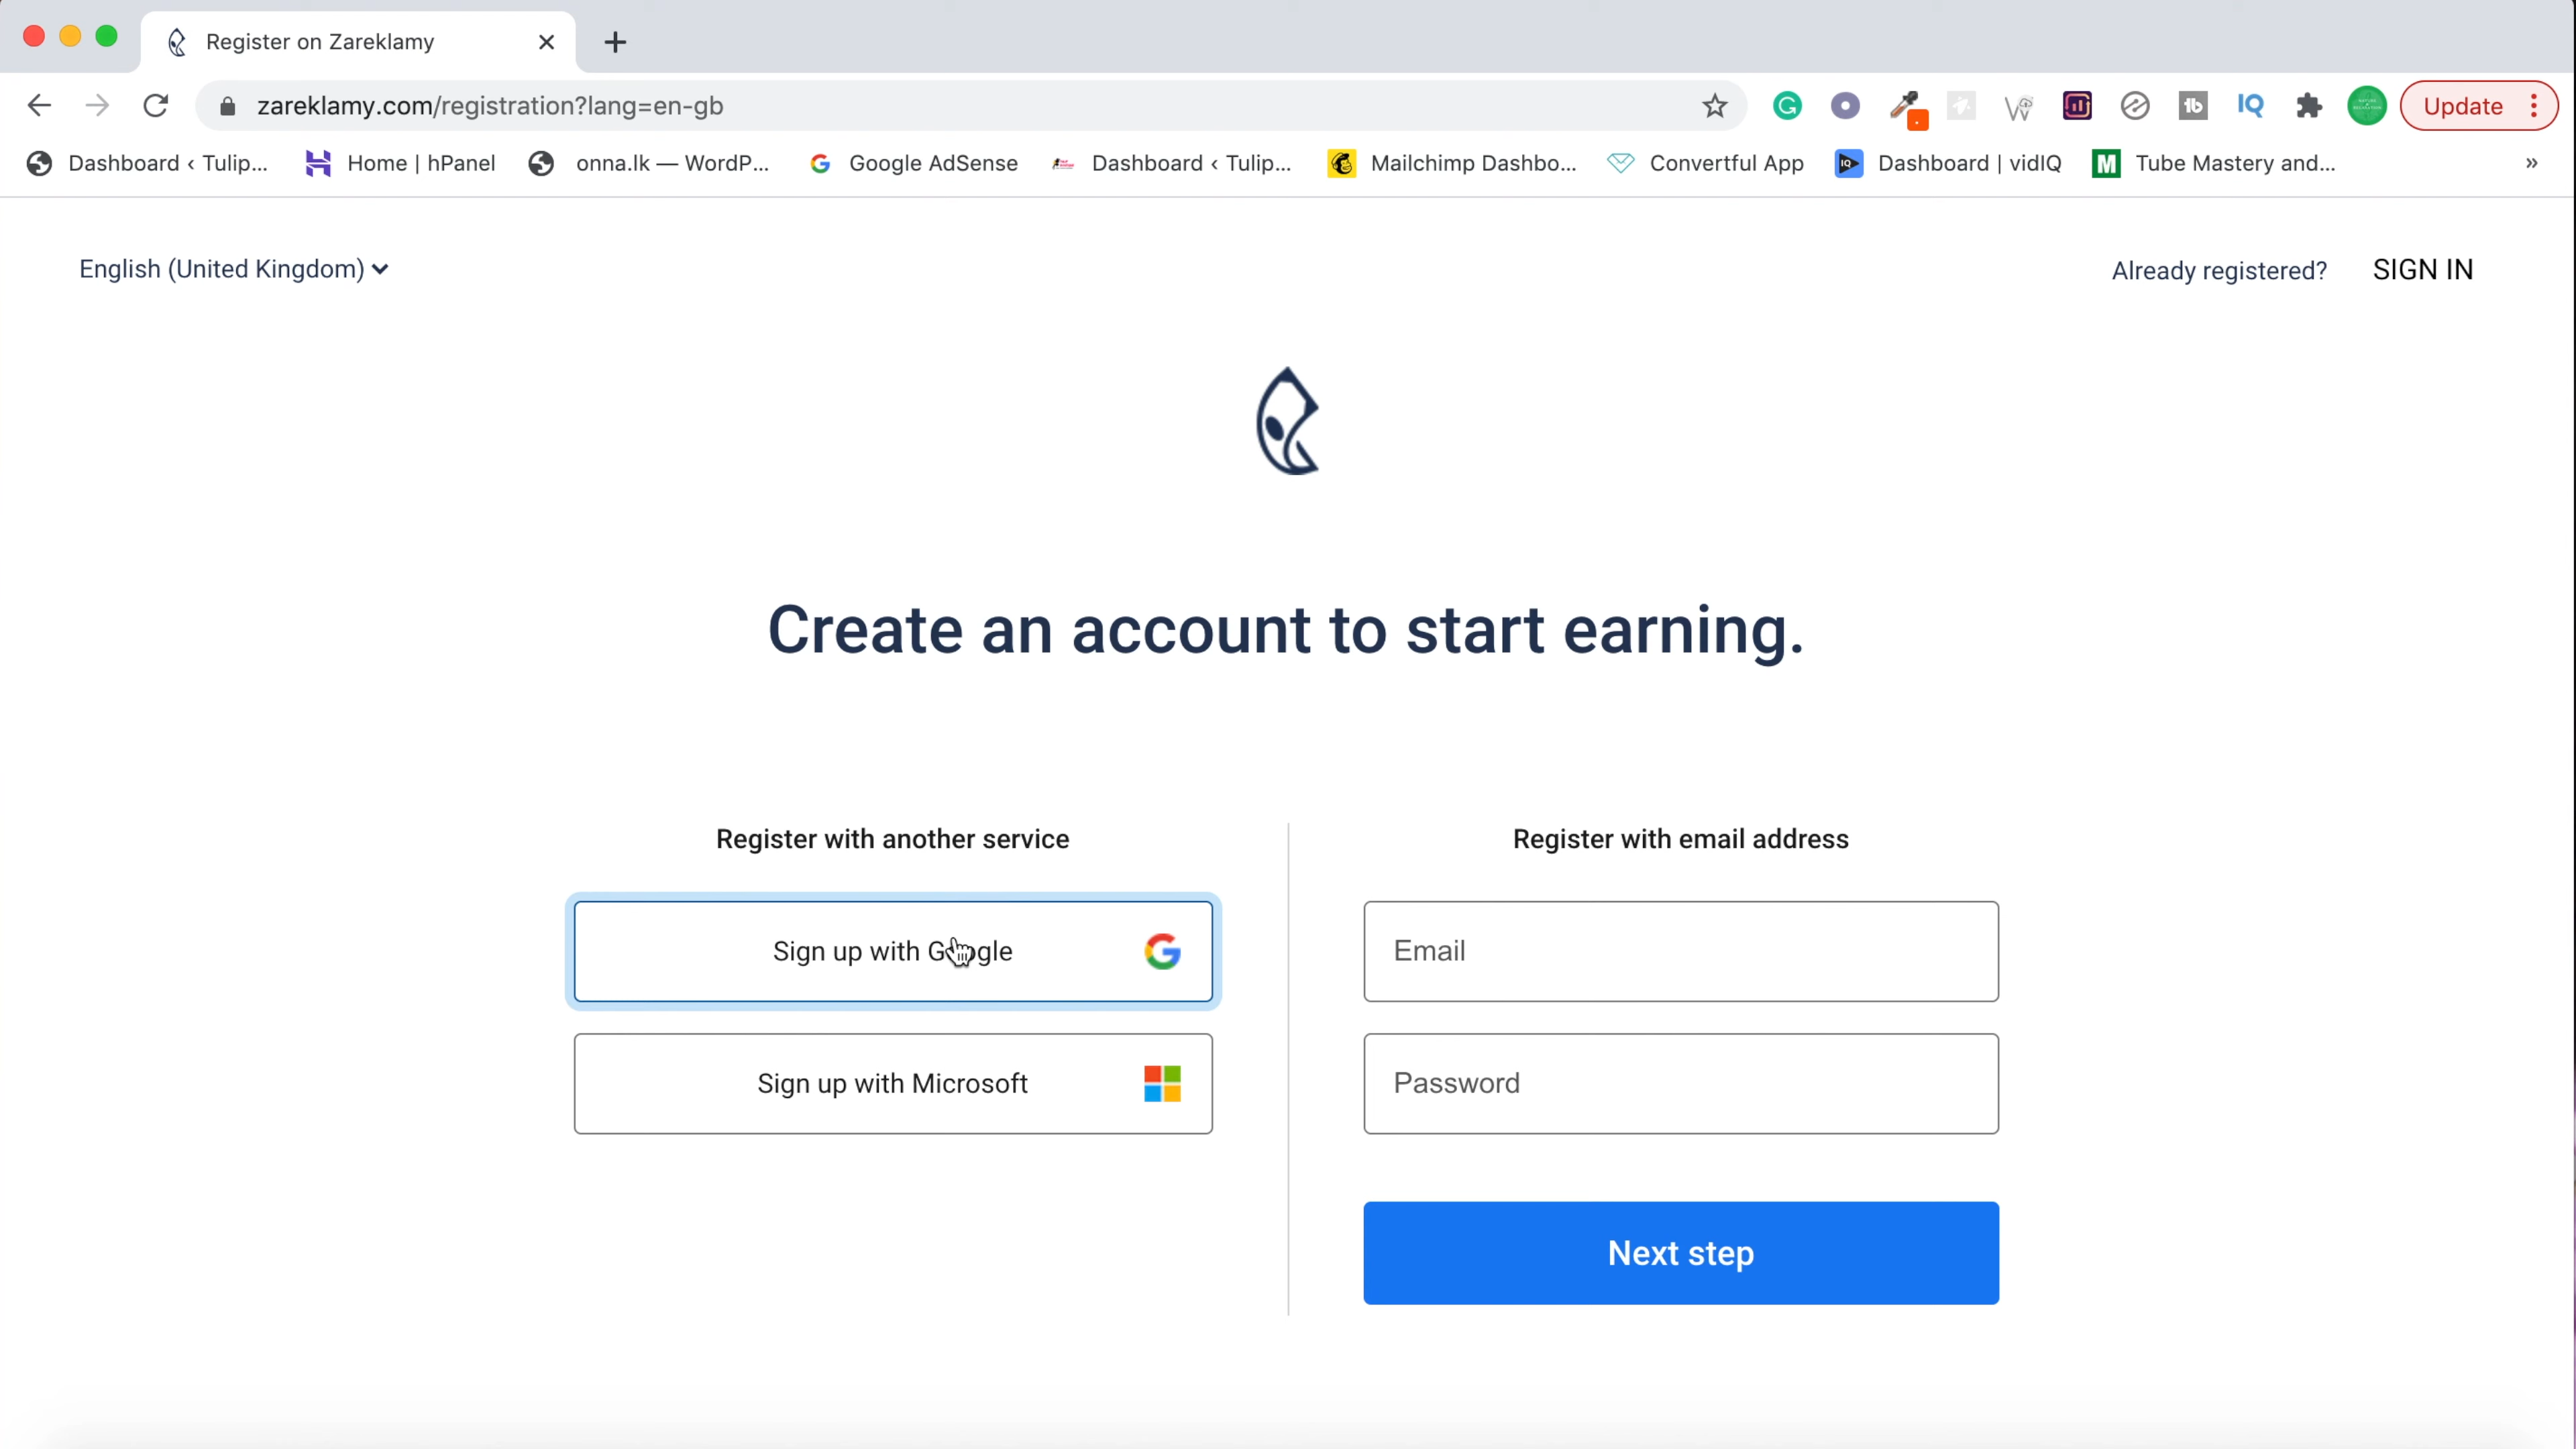 Register on Zareklamy
zareklamy.com/registration?lang=en-gb
Update
Dashboard ‹ Tulip...
Home | hPanel
onna.lk — WordP...
Google AdSense
Dashboard ‹ Tulip...
Mailchimp Dashbo...
Convertful App
Dashboard | vidIQ
Tube Mastery and...
»
English (United Kingdom)
Already registered? SIGN IN
Create an account to start earning.
Register with another service
Sign up with Google
Sign up with Microsoft
Register with email address
Email
Password
Next step